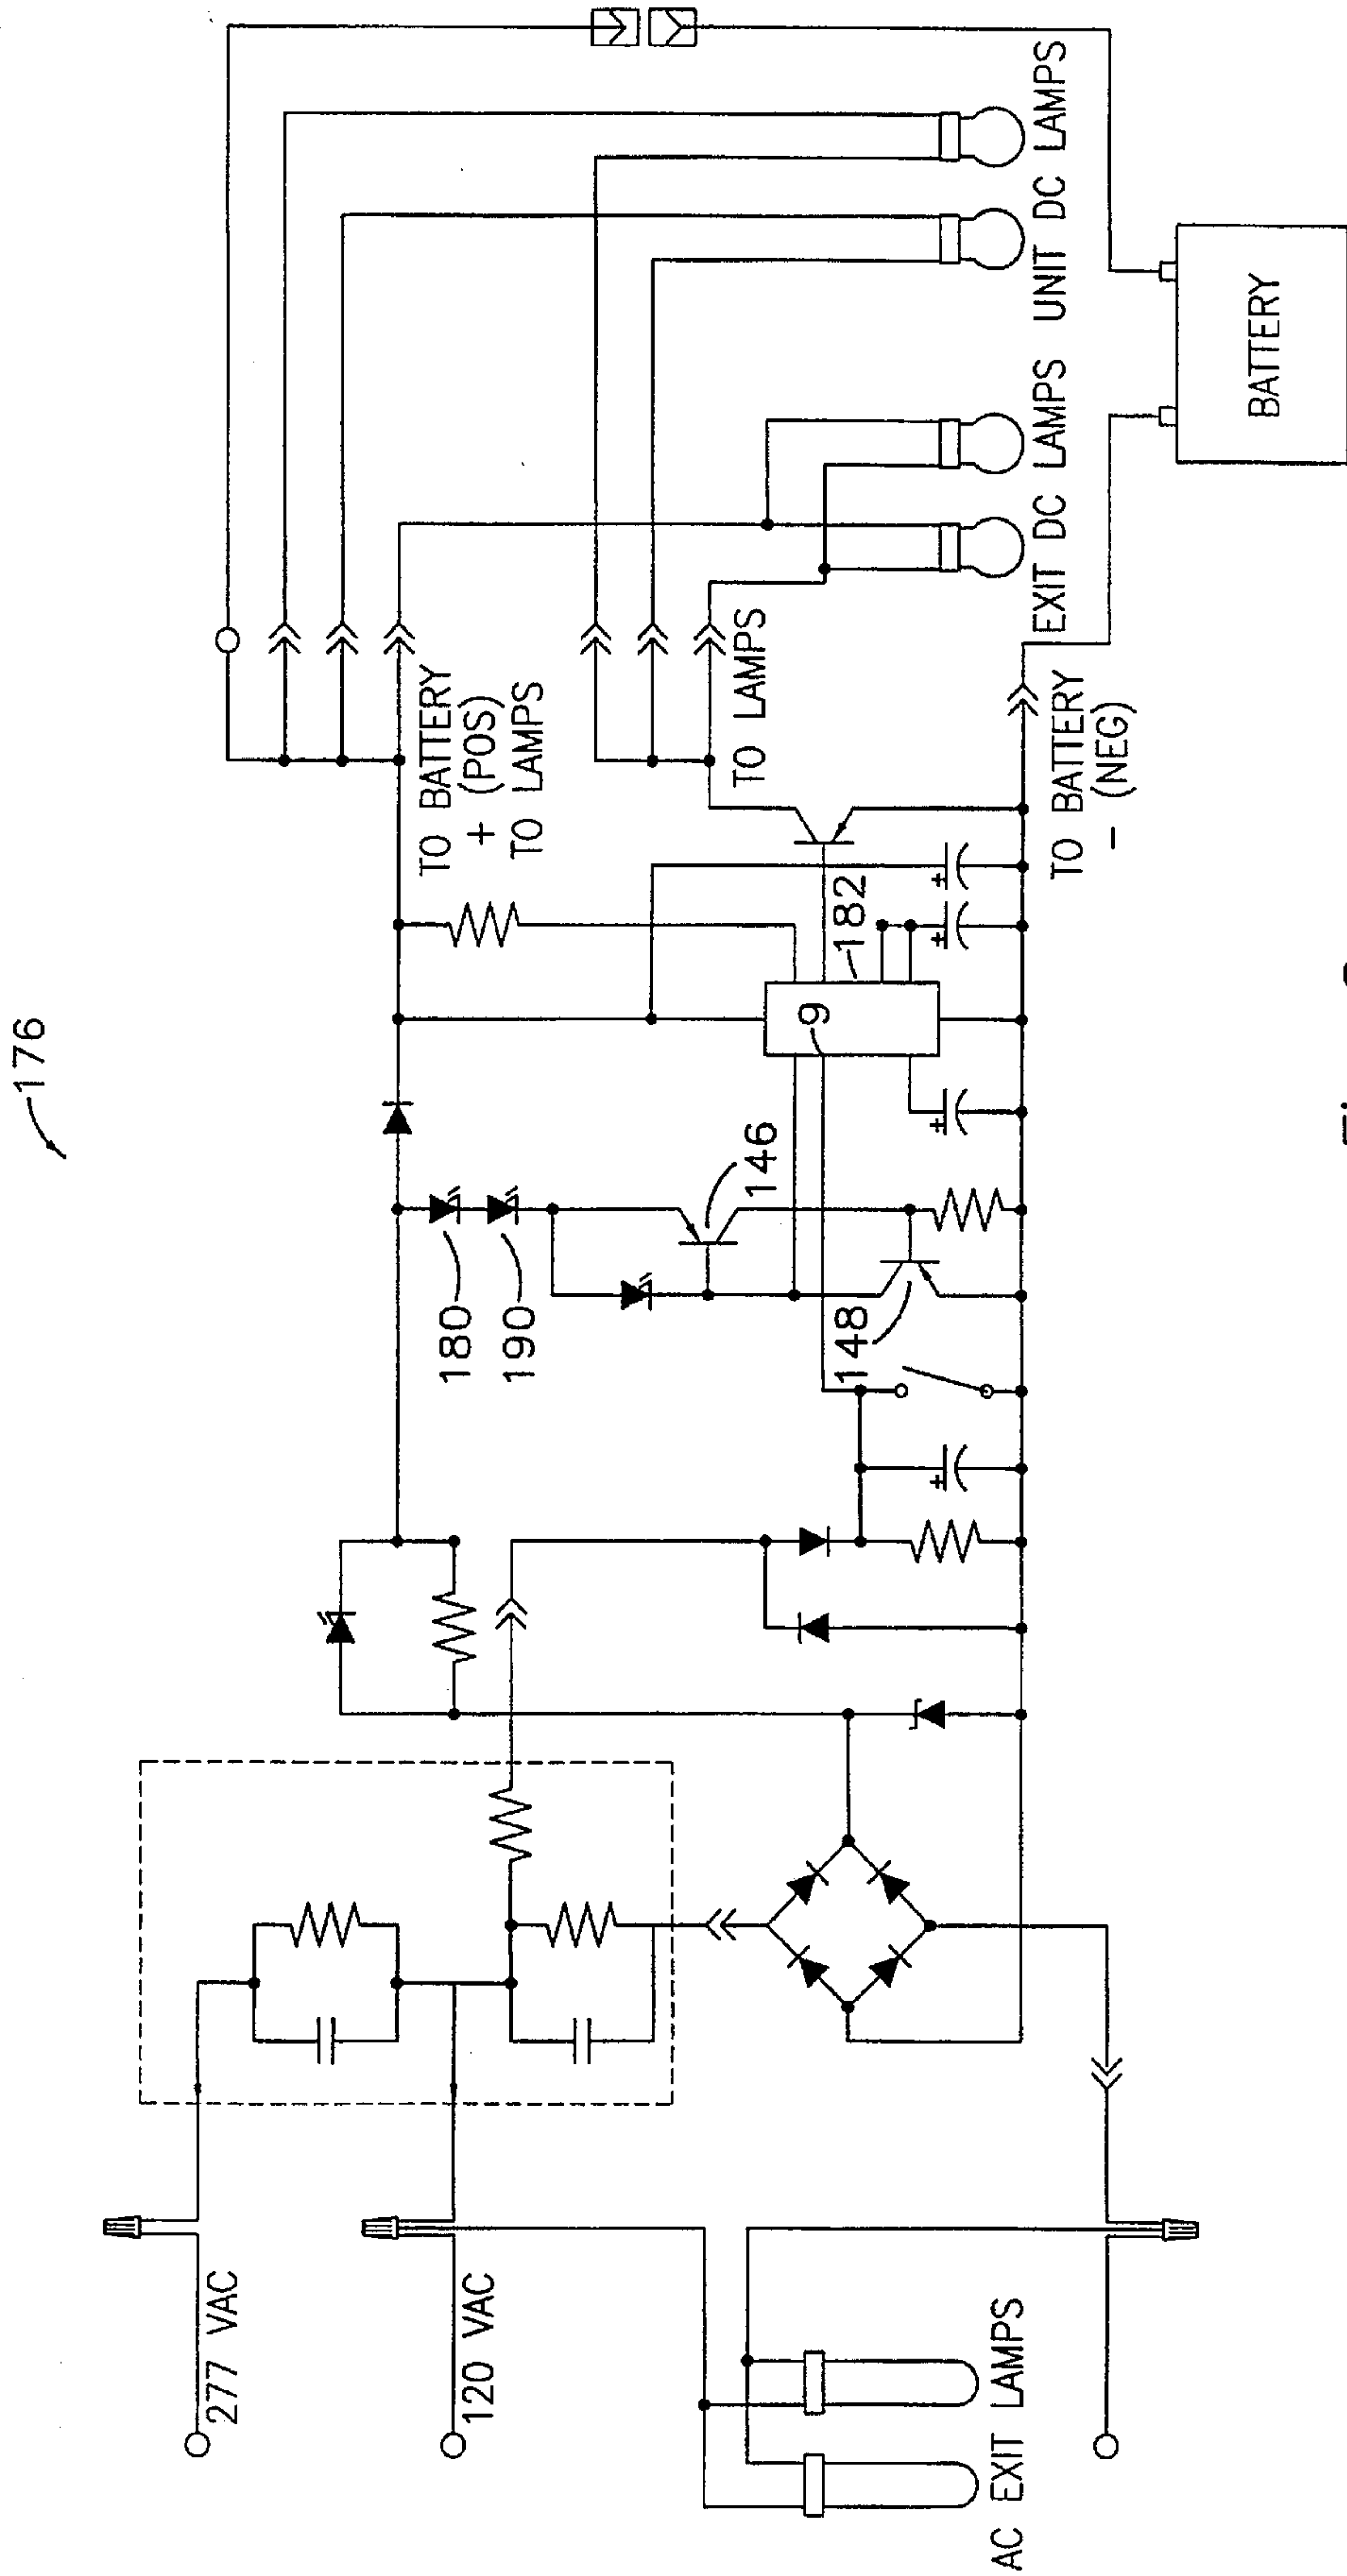 176
277 VAC
120 VAC
AC EXIT LAMPS
180
190
146
148
9
182
TO BATTERY
+ (POS)
TO LAMPS
TO LAMPS
TO BATTERY
- (NEG)
EXIT DC LAMPS
UNIT DC LAMPS
BATTERY